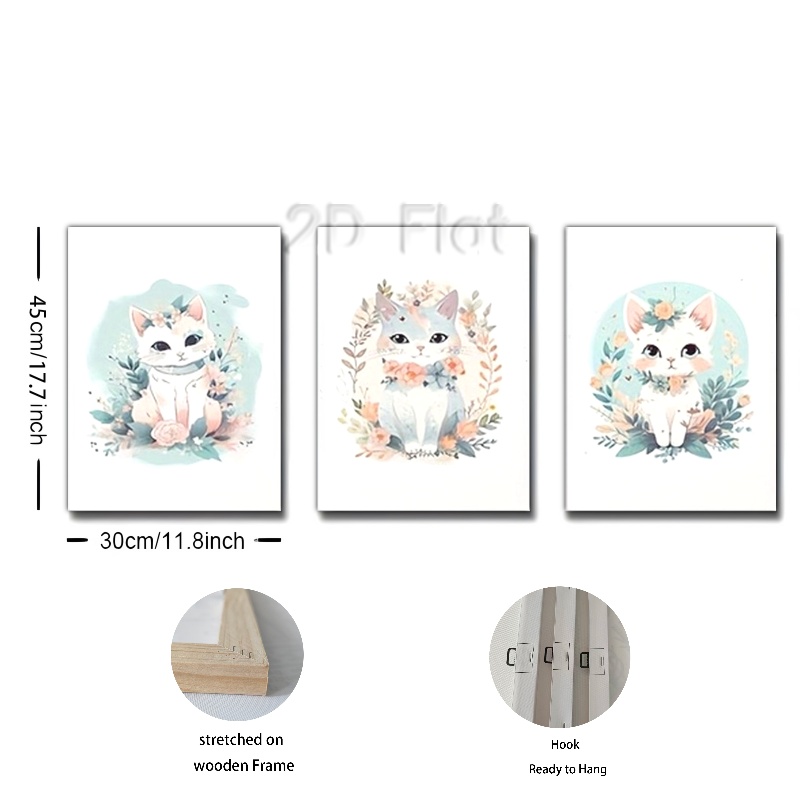 2D Flat
45cm/17.7inch
30cm/11.8inch
stretched on
wooden Frame
Hook
Ready to Hang